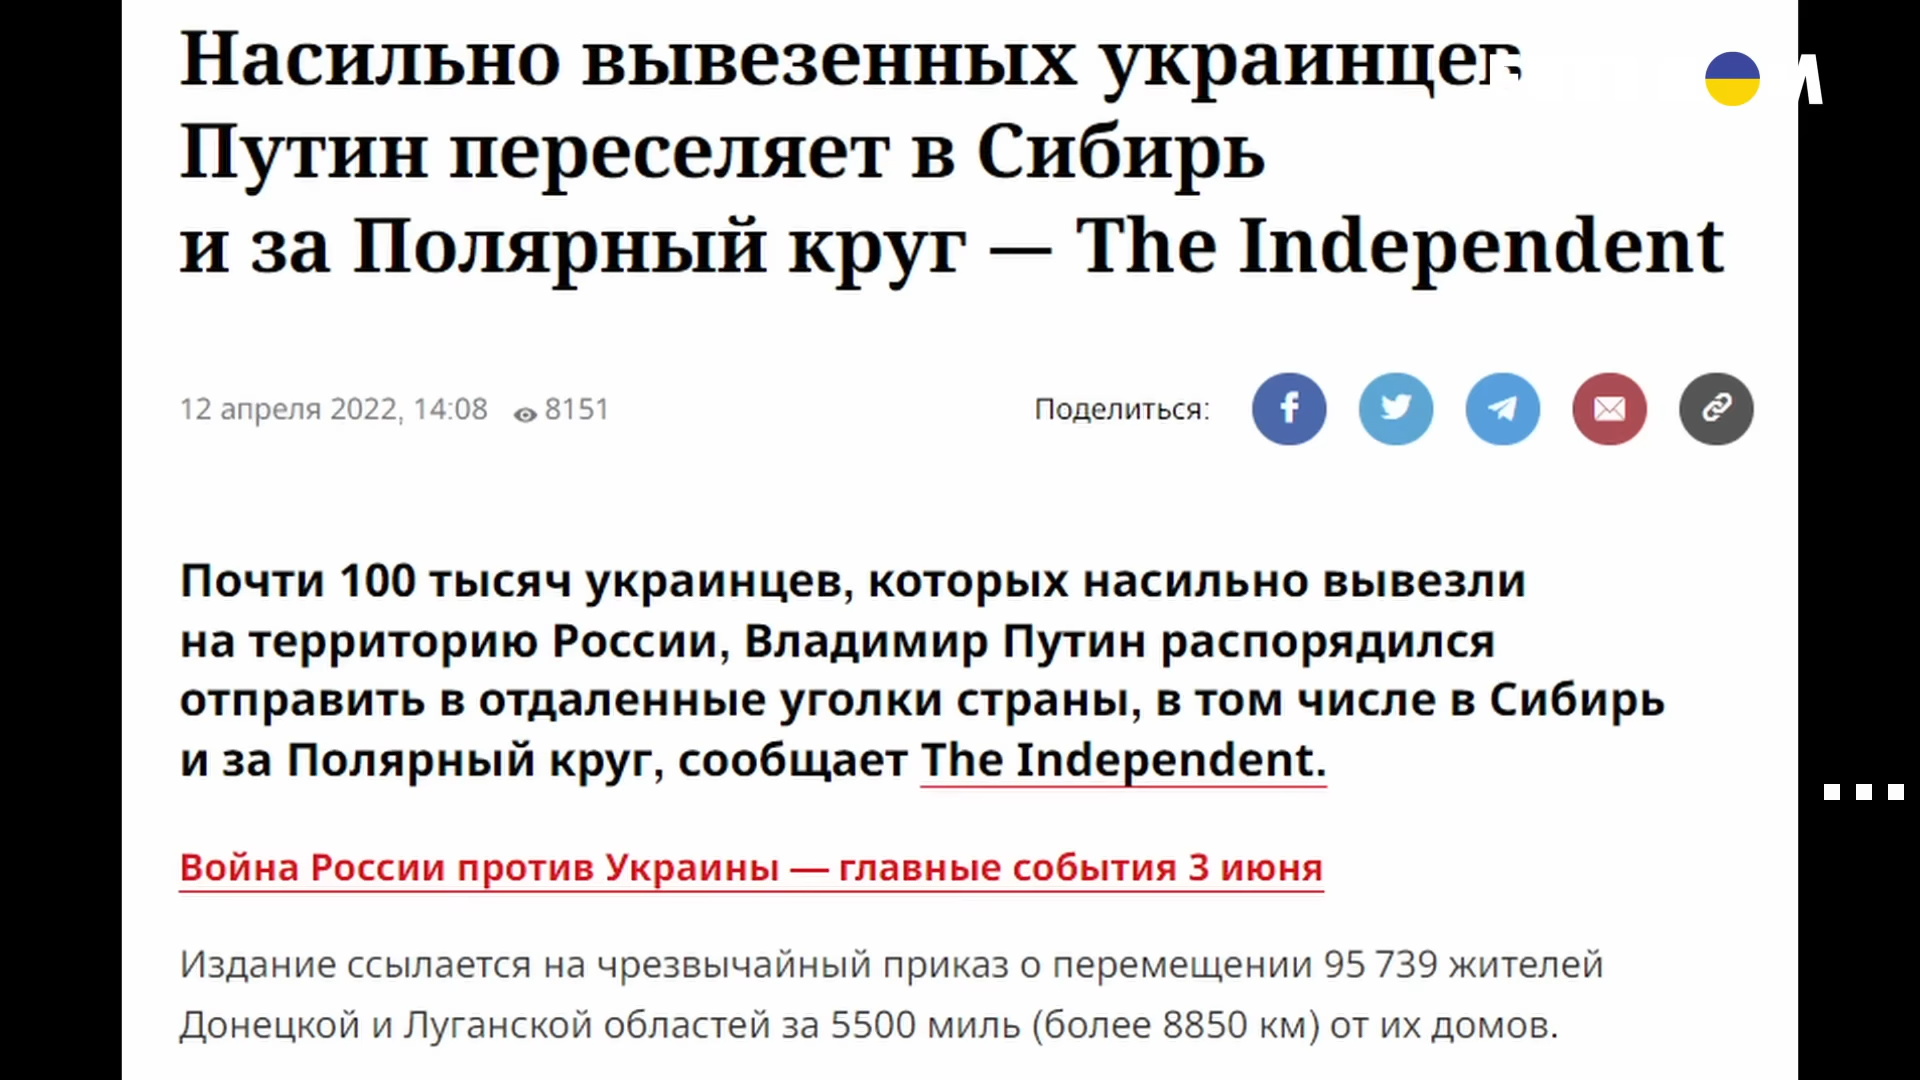 Насильно вывезенных украинцев
Путин переселяет в Сибирь
и за Полярный круг — The Independent
12 апреля 2022, 14:08 8151
Поделиться:
Почти 100 тысяч украинцев, которых насильно вывезли
на территорию России, Владимир Путин распорядился
отправить в отдаленные уголки страны, в том числе в Сибирь
и за Полярный круг, сообщает The Independent.
Война России против Украины — главные события 3 июня
Издание ссылается на чрезвычайный приказ о перемещении 95 739 жителей
Донецкой и Луганской областей за 5500 миль (более 8850 км) от их домов.